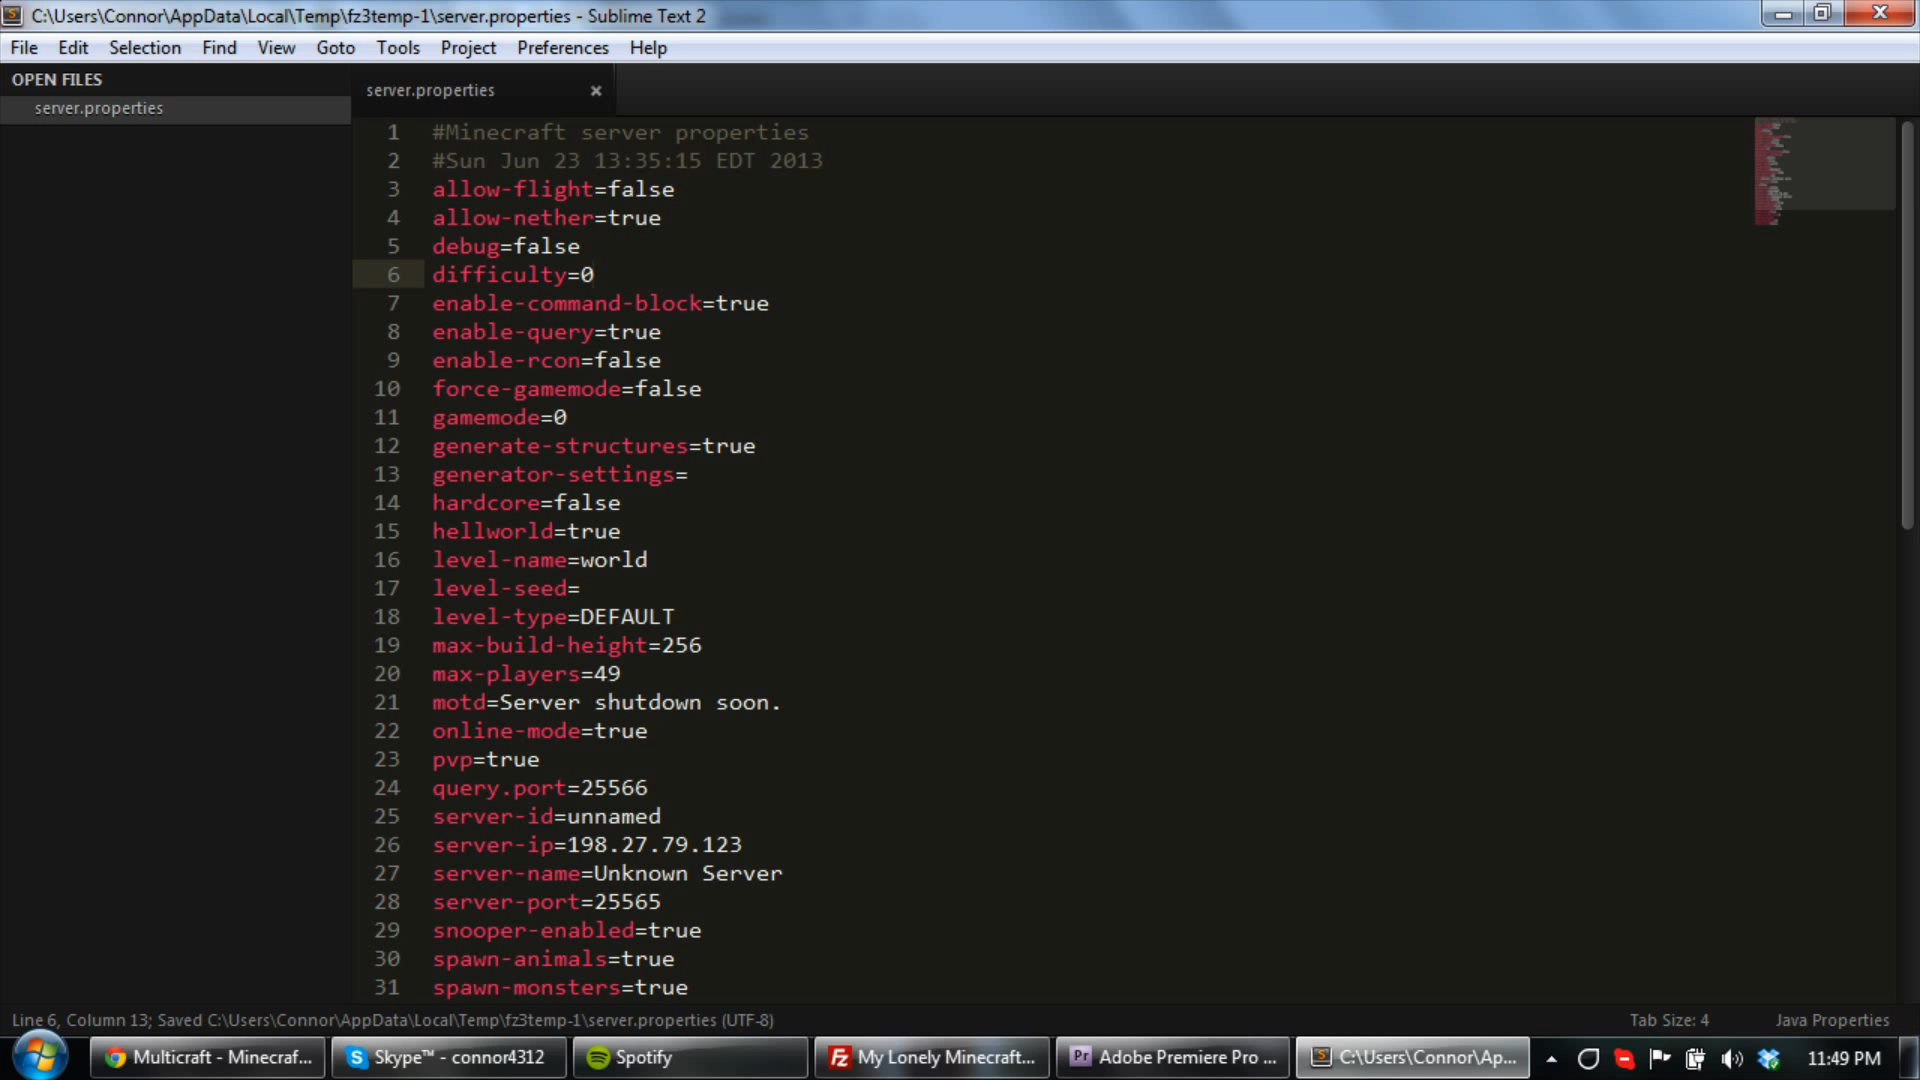 C:\Users\Connor\AppData\Local\Temp\fz3temp-1\server.properties - Sublime Text 2
File Edit Selection Find View Goto Tools Project Preferences Help
OPEN FILES
server.properties
server.properties
1 #Minecraft server properties
2 #Sun Jun 23 13:35:15 EDT 2013
3 allow-flight=false
4 allow-nether=true
5 debug=false
6 difficulty=0
7 enable-command-block=true
8 enable-query=true
9 enable-rcon=false
10 force-gamemode=false
11 gamemode=0
12 generate-structures=true
13 generator-settings=
14 hardcore=false
15 hellworld=true
16 level-name=world
17 level-seed=
18 level-type=DEFAULT
19 max-build-height=256
20 max-players=49
21 motd=Server shutdown soon.
22 online-mode=true
23 pvp=true
24 query.port=25566
25 server-id=unnamed
26 server-ip=198.27.79.123
27 server-name=Unknown Server
28 server-port=25565
29 snooper-enabled=true
30 spawn-animals=true
31 spawn-monsters=true
Line 6, Column 13; Saved C:\Users\Connor\AppData\Local\Temp\fz3temp-1\server.properties (UTF-8) Tab Size: 4 Java Properties
Multicraft - Minecraf... Skype™ - connor4312 Spotify My Lonely Minecraft... Adobe Premiere Pro ... C:\Users\Connor\Ap... 11:49 PM